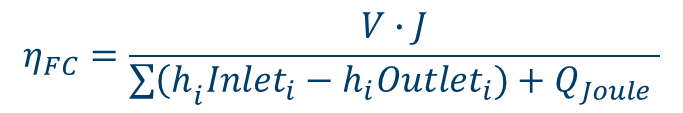 η_FC = (V · J) / (∑(h_i Inlet_i − h_i Outlet_i) + Q_Joule)